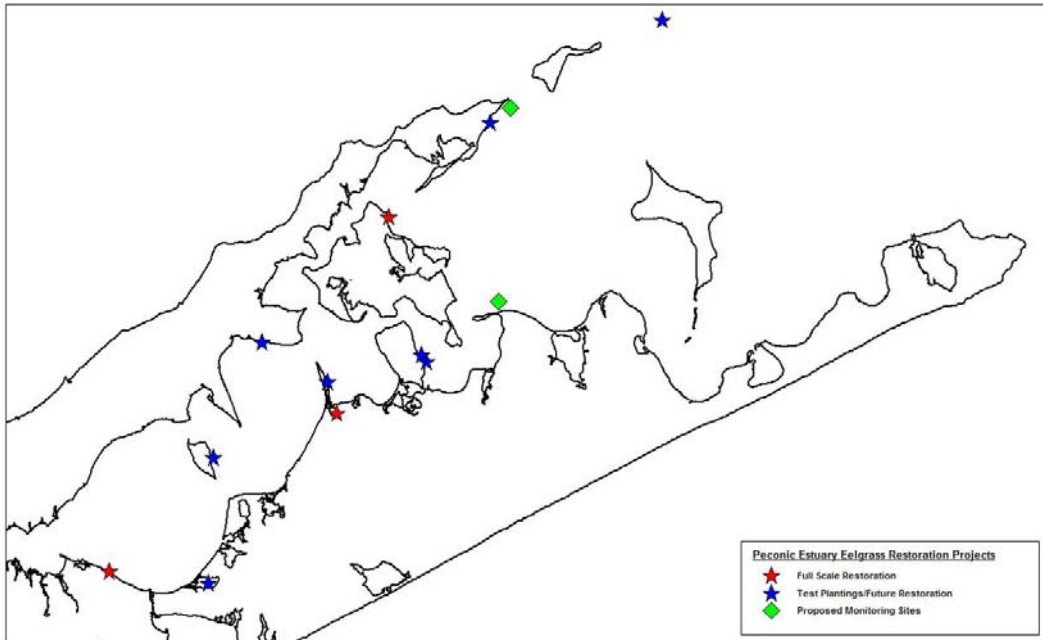 Peconic Estuary Eelgrass Restoration Projects
Full Scale Restoration
Test Plantings/Future Restoration
Proposed Monitoring Sites